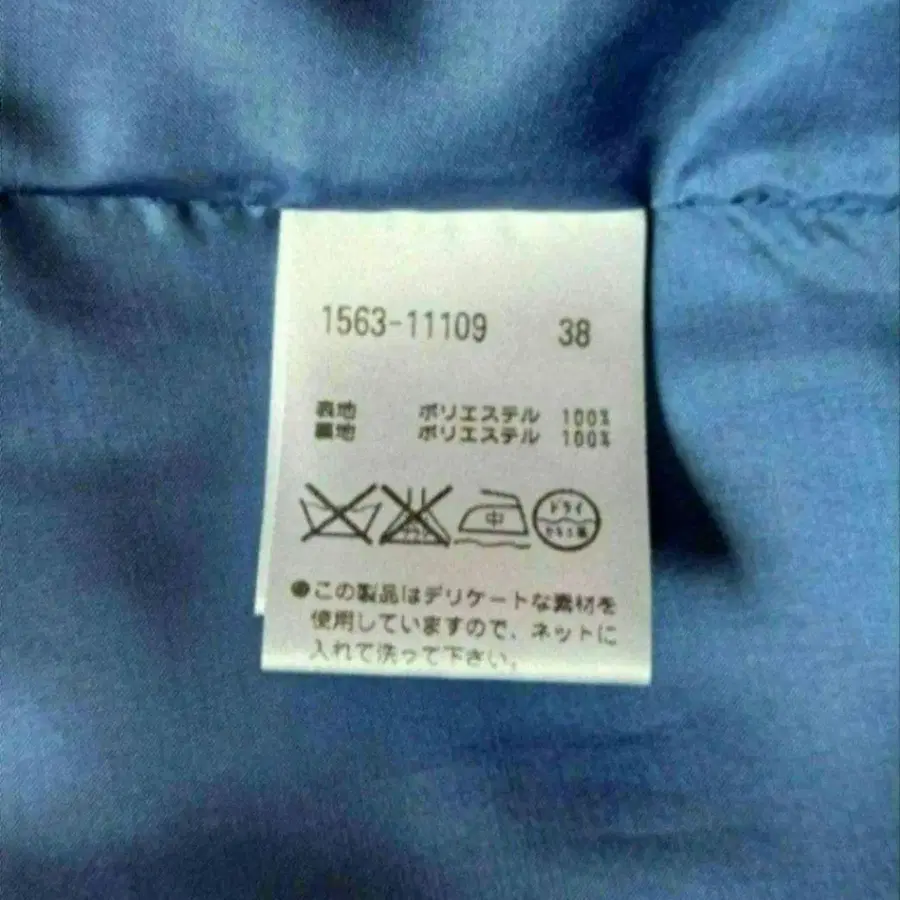 1563-11109 38
表地 ポリエステル 100%
裏地 ポリエステル 100%
中
ドライ
●この製品はデリケートな素材を
使用していますので、ネットに
入れて洗って下さい。